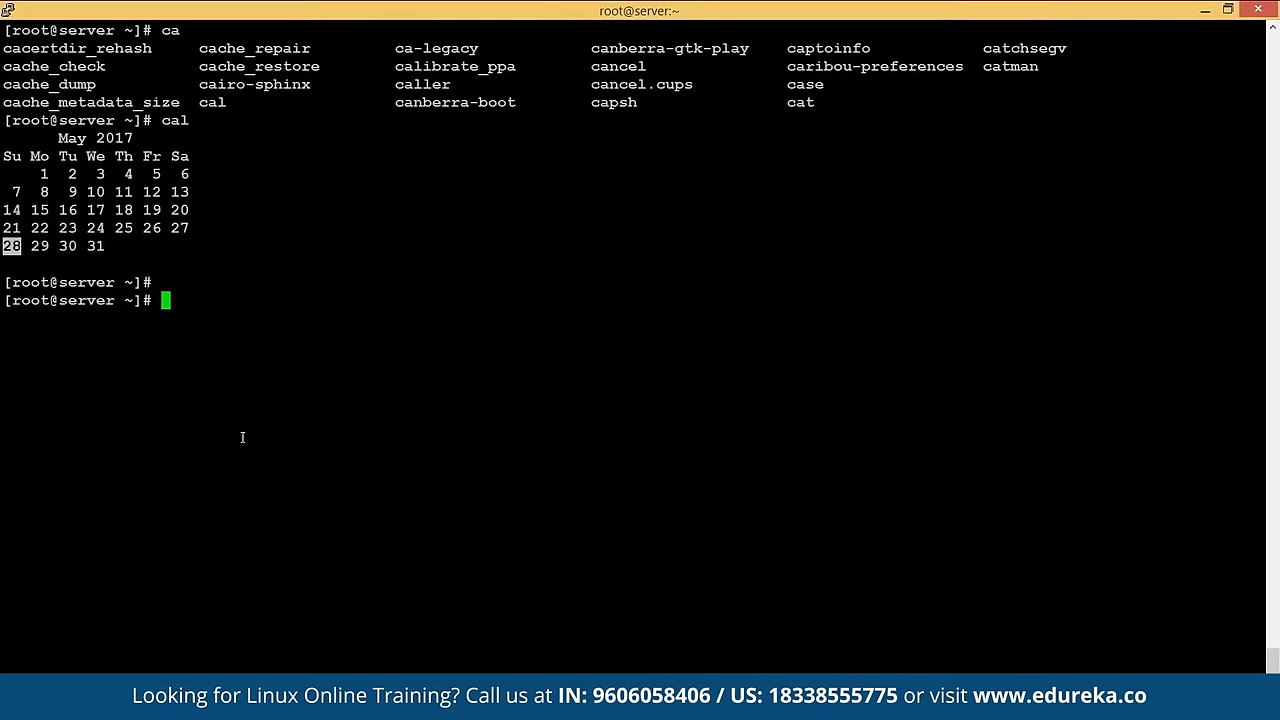 root@server:~
[root@server ~]# ca
cacertdir_rehash cache_repair ca-legacy canberra-gtk-play captoinfo catchsegv
cache_check cache_restore calibrate_ppa cancel caribou-preferences catman
cache_dump cairo-sphinx caller cancel.cups case
cache_metadata_size cal canberra-boot capsh cat
[root@server ~]# cal
May 2017
Su Mo Tu We Th Fr Sa
1 2 3 4 5 6
7 8 9 10 11 12 13
14 15 16 17 18 19 20
21 22 23 24 25 26 27
28 29 30 31
[root@server ~]#
[root@server ~]#
Looking for Linux Online Training? Call us at IN: 9606058406 / US: 18338555775 or visit www.edureka.co